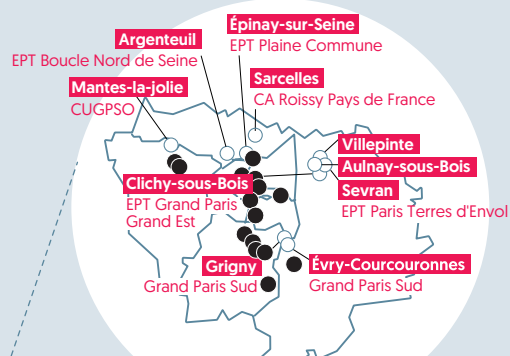 Épinay-sur-Seine
EPT Plaine Commune
Argenteuil
EPT Boucle Nord de Seine
Sarcelles
CA Roissy Pays de France
Mantes-la-jolie
CUGPSO
Villepinte
Aulnay-sous-Bois
Sevran
EPT Paris Terres d'Envol
Clichy-sous-Bois
EPT Grand Paris
Grand Est
Grigny
Grand Paris Sud
Évry-Courcouronnes
Grand Paris Sud